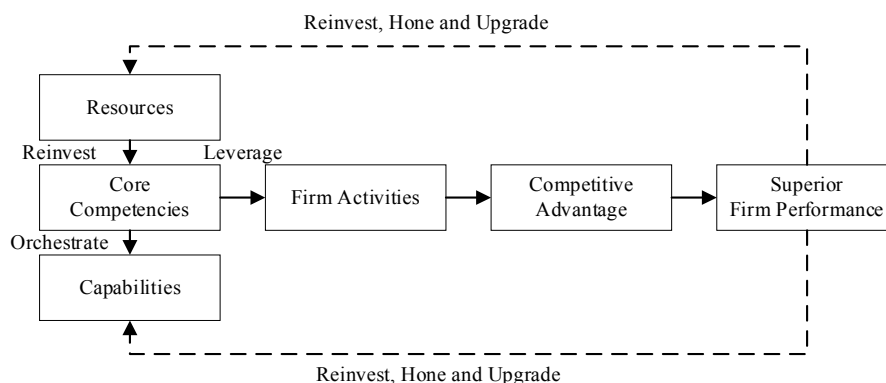 Reinvest, Hone and Upgrade
Resources
Reinvest
Leverage
Core
Competencies
Firm Activities
Competitive
Advantage
Superior
Firm Performance
Orchestrate
Capabilities
Reinvest, Hone and Upgrade